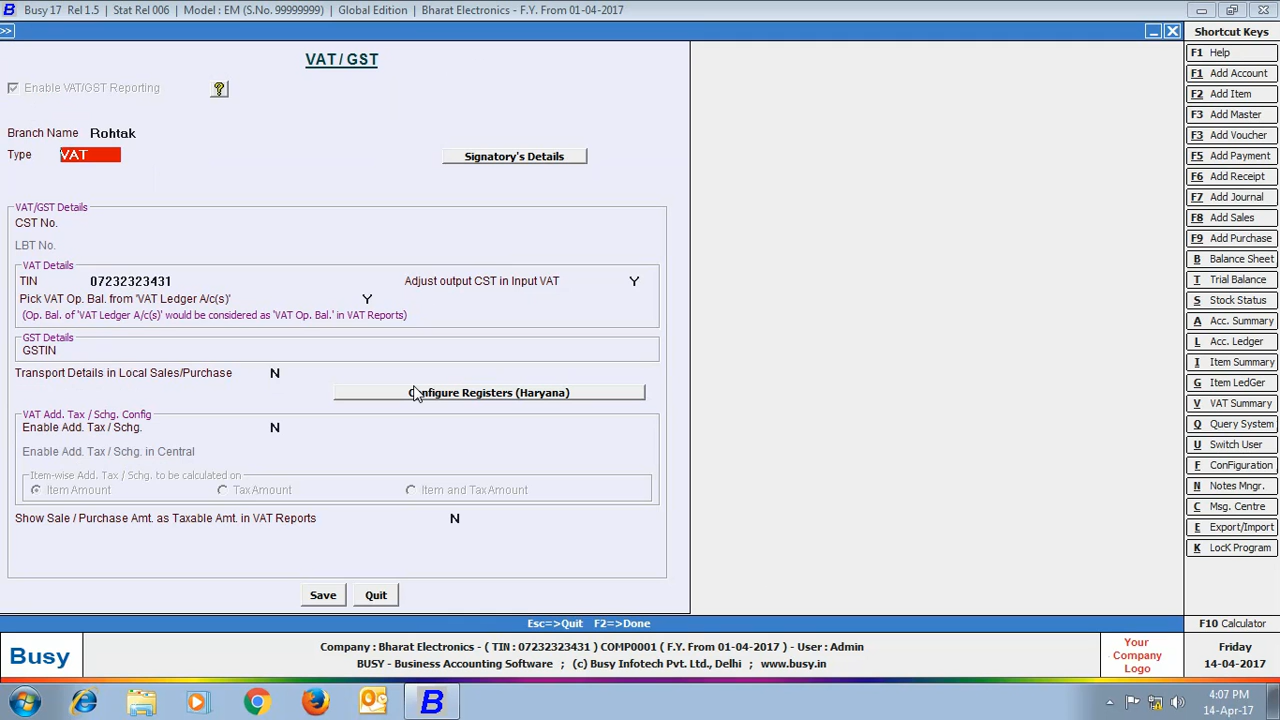 Busy 17 Rel 1.5 | Stat Rel 006 | Model : EM (S.No. 99999999) | Global Edition | Bharat Electronics - F.Y. From 01-04-2017
>>
VAT / GST
Enable VAT/GST Reporting
?
Branch Name Rohtak
Type VAT
Signatory's Details
VAT/GST Details
CST No.
LBT No.
VAT Details
TIN 07232323431 Adjust output CST in Input VAT Y
Pick VAT Op. Bal. from 'VAT Ledger A/c(s)' Y
(Op. Bal. of 'VAT Ledger A/c(s)' would be considered as 'VAT Op. Bal.' in VAT Reports)
GST Details
GSTIN
Transport Details in Local Sales/Purchase N
Configure Registers (Haryana)
VAT Add. Tax / Schg. Config
Enable Add. Tax / Schg. N
Enable Add. Tax / Schg. in Central
Item-wise Add. Tax / Schg. to be calculated on
Item Amount Tax Amount Item and Tax Amount
Show Sale / Purchase Amt. as Taxable Amt. in VAT Reports N
Save Quit
Esc=>Quit F2=>Done
Shortcut Keys
F1 Help
F1 Add Account
F2 Add Item
F3 Add Master
F3 Add Voucher
F5 Add Payment
F6 Add Receipt
F7 Add Journal
F8 Add Sales
F9 Add Purchase
B Balance Sheet
T Trial Balance
S Stock Status
A Acc. Summary
L Acc. Ledger
I Item Summary
G Item LedGer
V VAT Summary
Q Query System
U Switch User
F Configuration
N Notes Mngr.
C Msg. Centre
E Export/Import
K LocK Program
F10 Calculator
Busy
Company : Bharat Electronics - ( TIN : 07232323431 ) COMP0001 ( F.Y. From 01-04-2017 ) - User : Admin
BUSY - Business Accounting Software ; (c) Busy Infotech Pvt. Ltd., Delhi ; www.busy.in
Your
Company
Logo
Friday
14-04-2017
B
4:07 PM
14-Apr-17